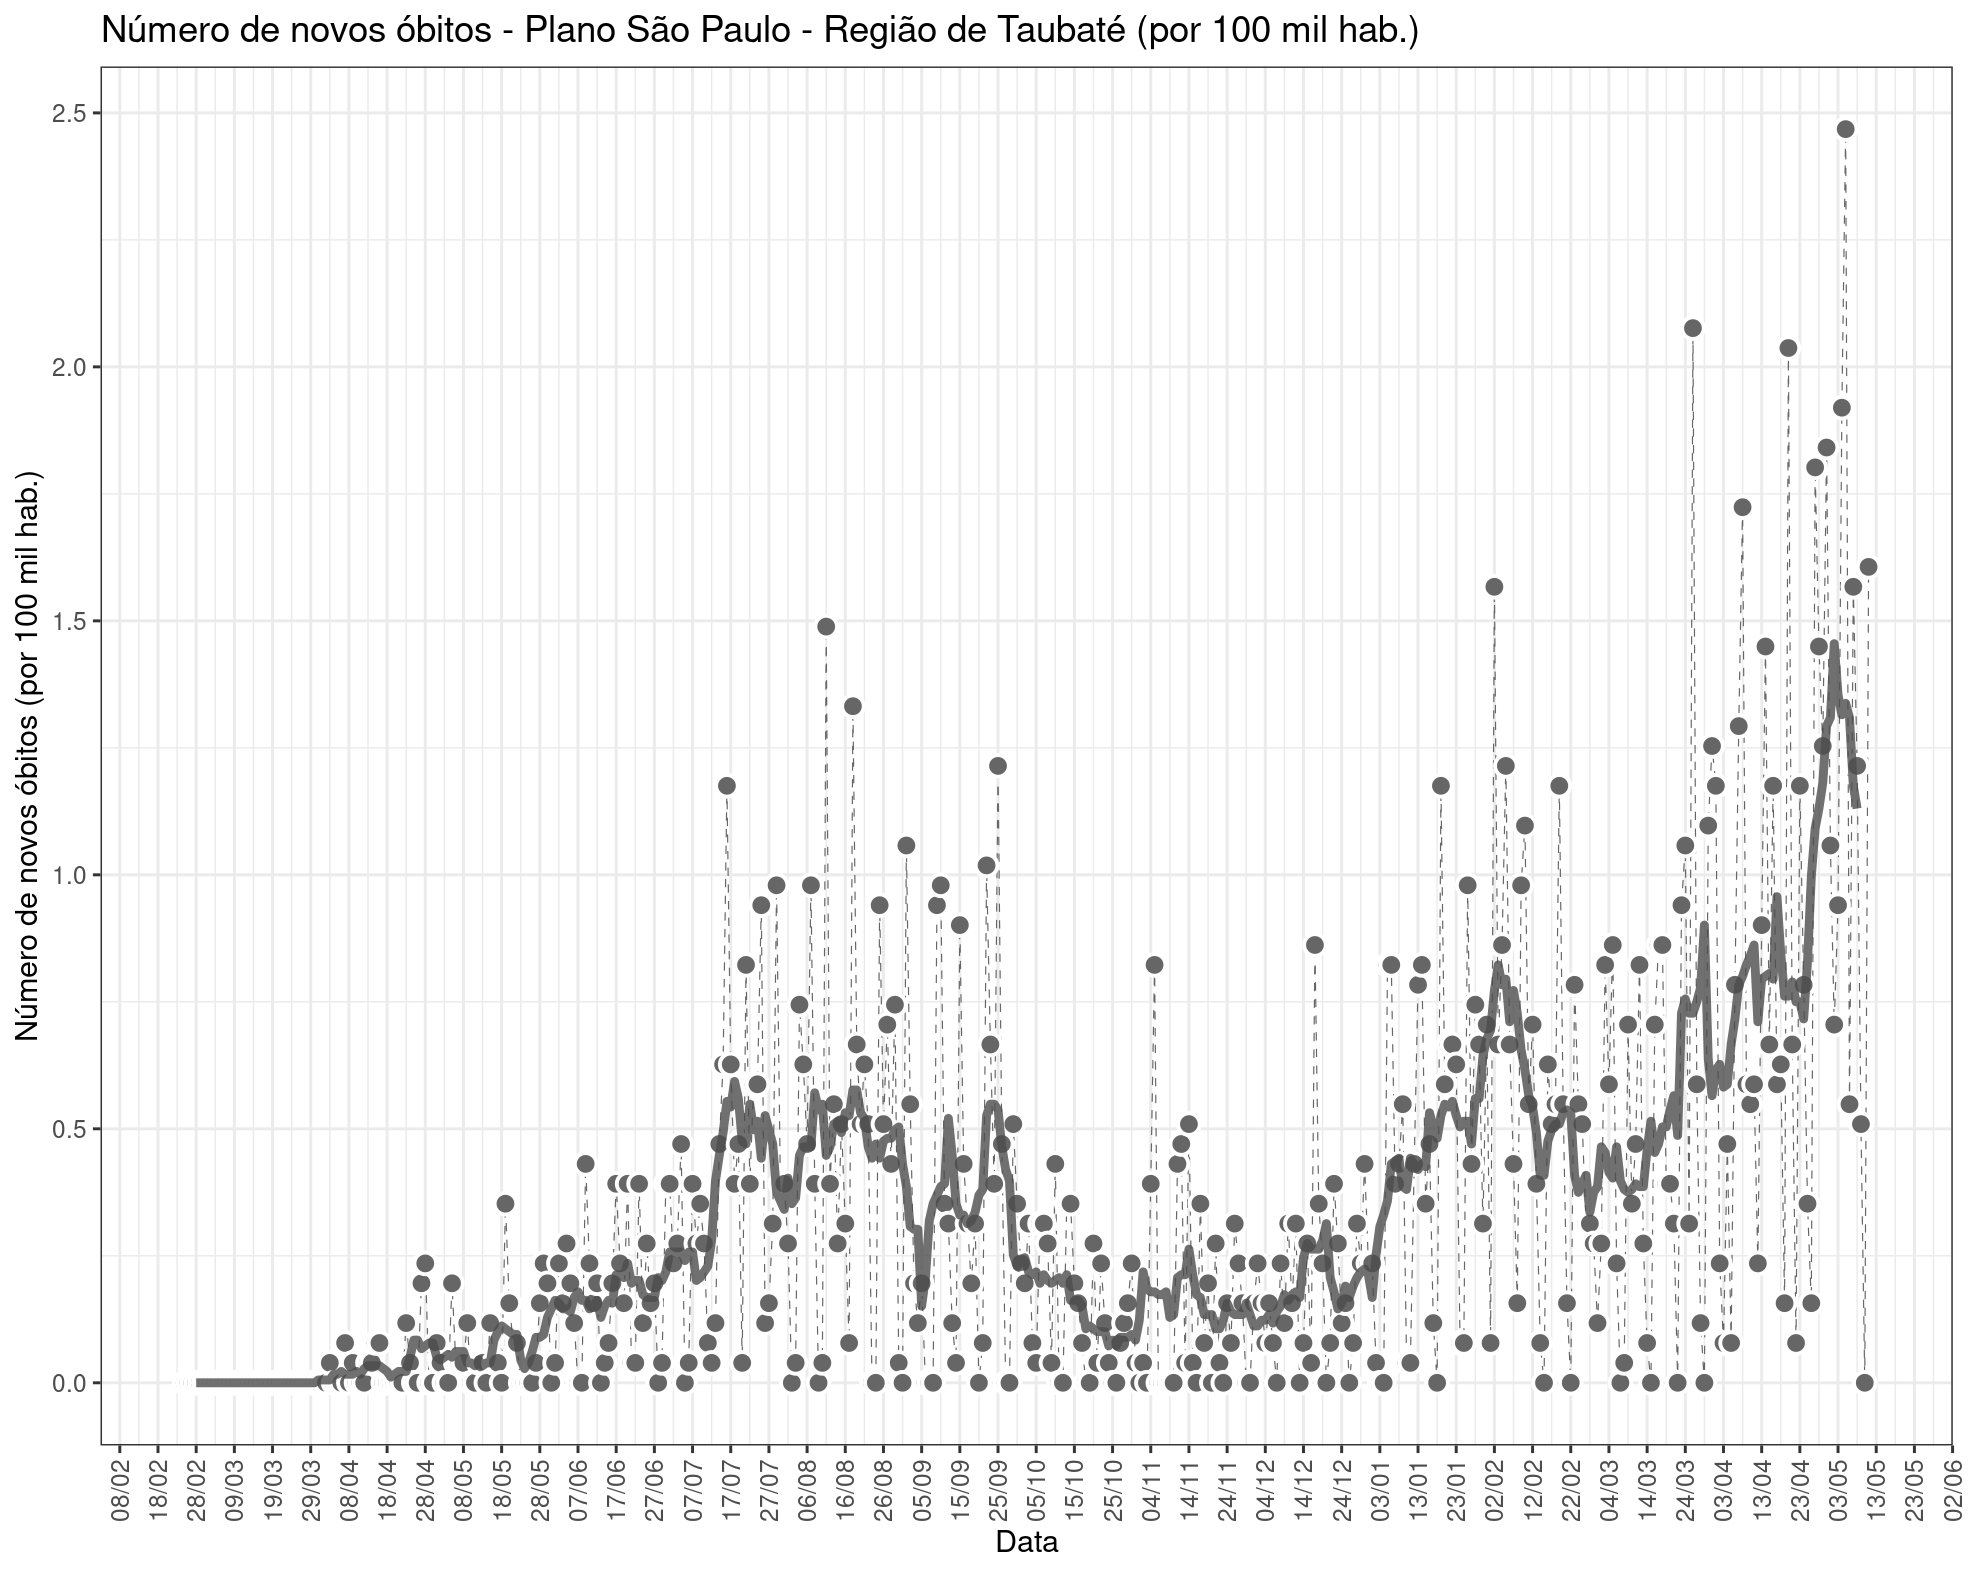 Número de novos óbitos - Plano São Paulo - Região de Taubaté (por 100 mil hab.)
Número de novos óbitos (por 100 mil hab.)
2.5
2.0
1.5
1.0
0.5
0.0
08/02 18/02 28/02 09/03 19/03 29/03 08/04 18/04 28/04 08/05 18/05 28/05 07/06 17/06 27/06 07/07 17/07 27/07 06/08 16/08 26/08 05/09 15/09 25/09 05/10 15/10 25/10 04/11 14/11 24/11 04/12 14/12 24/12 03/01 13/01 23/01 02/02 12/02 22/02 04/03 14/03 24/03 03/04 13/04 23/04 03/05 13/05 23/05 02/06
Data